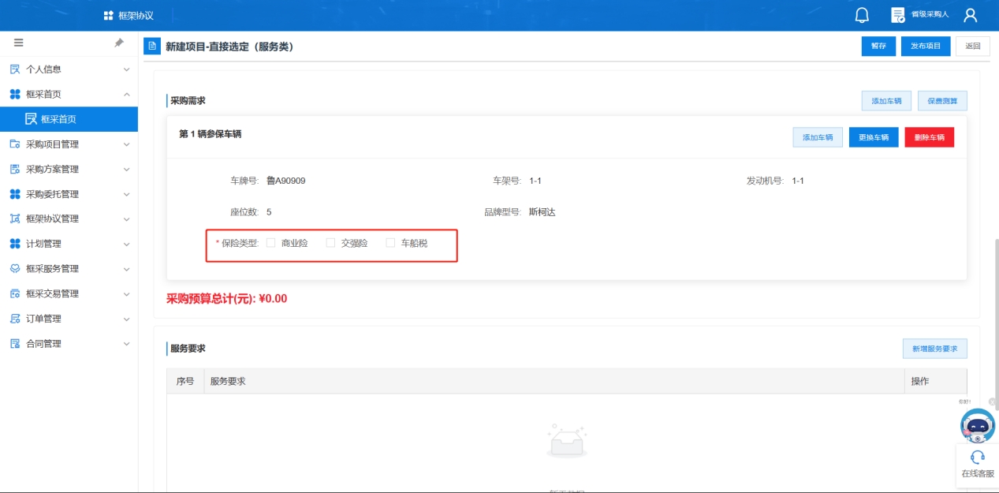 框架协议
省级采购人
新建项目-直接选定（服务类）
暂存
发布项目
返回
个人信息
框采首页
框采首页
采购项目管理
采购方案管理
采购委托管理
框架协议管理
计划管理
框采服务管理
框采交易管理
订单管理
合同管理
采购需求
添加车辆
保费测算
第 1 辆参保车辆
添加车辆
更换车辆
删除车辆
车牌号: 鲁A90909
车架号: 1-1
发动机号: 1-1
座位数: 5
品牌型号: 斯柯达
* 保险类型: 商业险 交强险 车船税
采购预算总计(元): ¥0.00
服务要求
新增服务要求
序号 服务要求 操作
你好!
在线客服